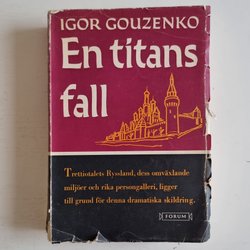 IGOR GOUZENKO
En titans
fall
Trettiotalets Ryssland, dess omväxlande
miljöer och rika persongalleri, ligger
till grund för denna dramatiska skildring.
FORUM